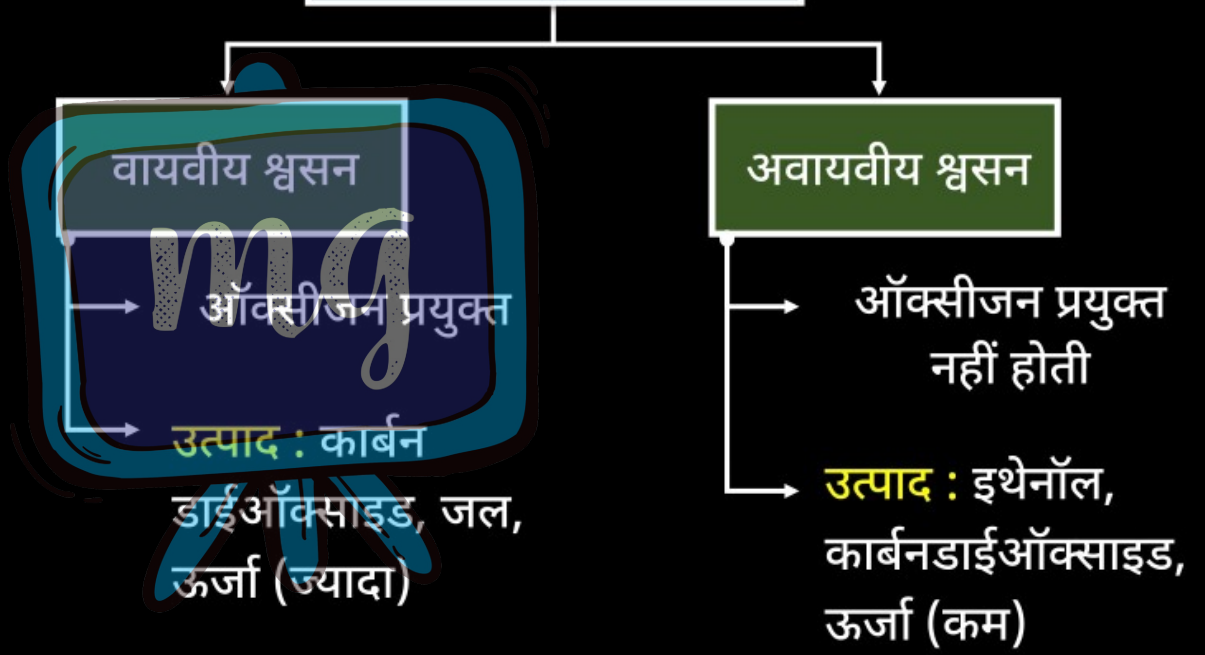 वायवीय श्वसन
अवायवीय श्वसन
mg
ऑक्सीजन प्रयुक्त
ऑक्सीजन प्रयुक्त
नहीं होती
उत्पाद : कार्बन
डाईऑक्साइड, जल,
ऊर्जा (ज्यादा)
उत्पाद : इथेनॉल,
कार्बनडाईऑक्साइड,
ऊर्जा (कम)